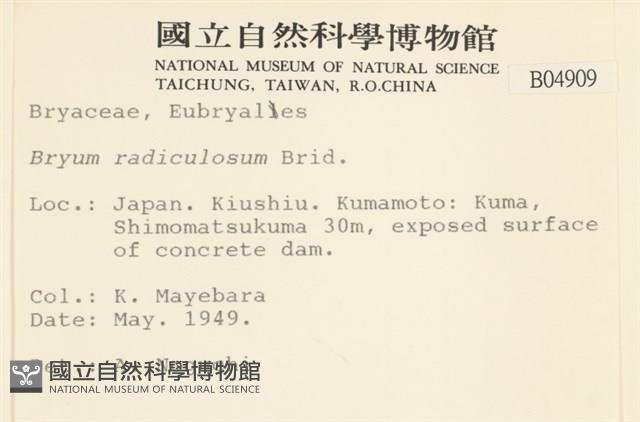 國立自然科學博物館
NATIONAL MUSEUM OF NATURAL SCIENCE
TAICHUNG, TAIWAN, R.O.CHINA
B04909
Bryaceae, Eubryales
Bryum radiculosum Brid.
Loc.: Japan. Kiushiu. Kumamoto: Kuma,
Shimomatsukuma 30m, exposed surface
of concrete dam.
Col.: K. Mayebara
Date: May. 1949.
國立自然科學博物館
NATIONAL MUSEUM OF NATURAL SCIENCE